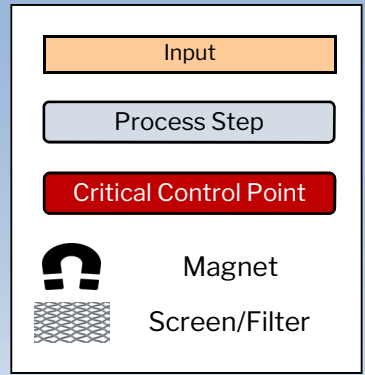 Input
Process Step
Critical Control Point
Magnet
Screen/Filter